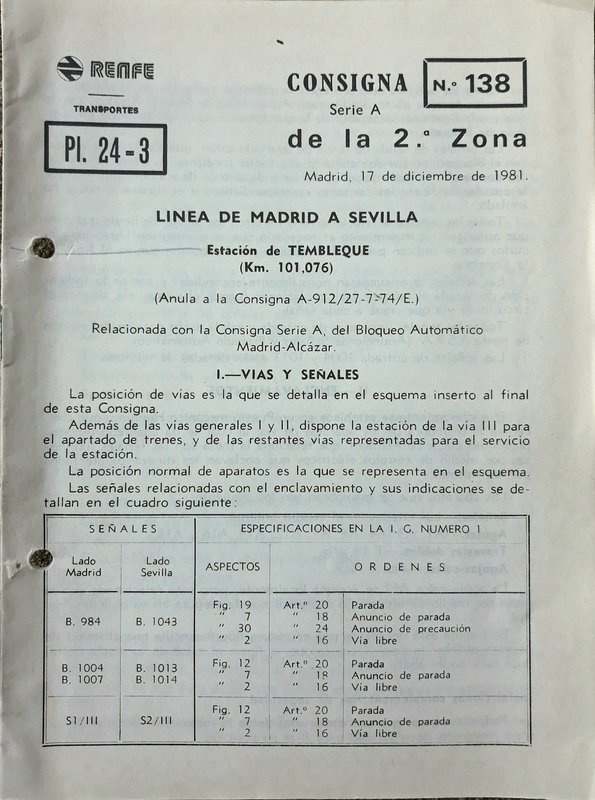 RENFE
TRANSPORTES
Pl. 24-3
CONSIGNA N.º 138
Serie A
de la 2.ª Zona
Madrid, 17 de diciembre de 1981.
LINEA DE MADRID A SEVILLA
Estación de TEMBLEQUE
(Km. 101,076)
(Anula a la Consigna A-912/27-7-74/E.)
Relacionada con la Consigna Serie A, del Bloqueo Automático
Madrid-Alcázar.
I.—VIAS Y SEÑALES
La posición de vías es la que se detalla en el esquema inserto al final
de esta Consigna.
Además de las vías generales I y II, dispone la estación de la vía III para
el apartado de trenes, y de las restantes vías representadas para el servicio
de la estación.
La posición normal de aparatos es la que se representa en el esquema.
Las señales relacionadas con el enclavamiento y sus indicaciones se de-
tallan en el cuadro siguiente:
SEÑALES ESPECIFICACIONES EN LA I. G. NUMERO 1
Lado Madrid Lado Sevilla ASPECTOS ORDENES
B. 984 B. 1043
Fig. 19 Art.º 20 Parada
" 7 " 18 Anuncio de parada
" 30 " 24 Anuncio de precaución
" 2 " 16 Vía libre
B. 1004 B. 1013
B. 1007 B. 1014
Fig. 12 Art.º 20 Parada
" 7 " 18 Anuncio de parada
" 2 " 16 Vía libre
S1/III S2/III
Fig. 12 Art.º 20 Parada
" 7 " 18 Anuncio de parada
" 2 " 16 Vía libre